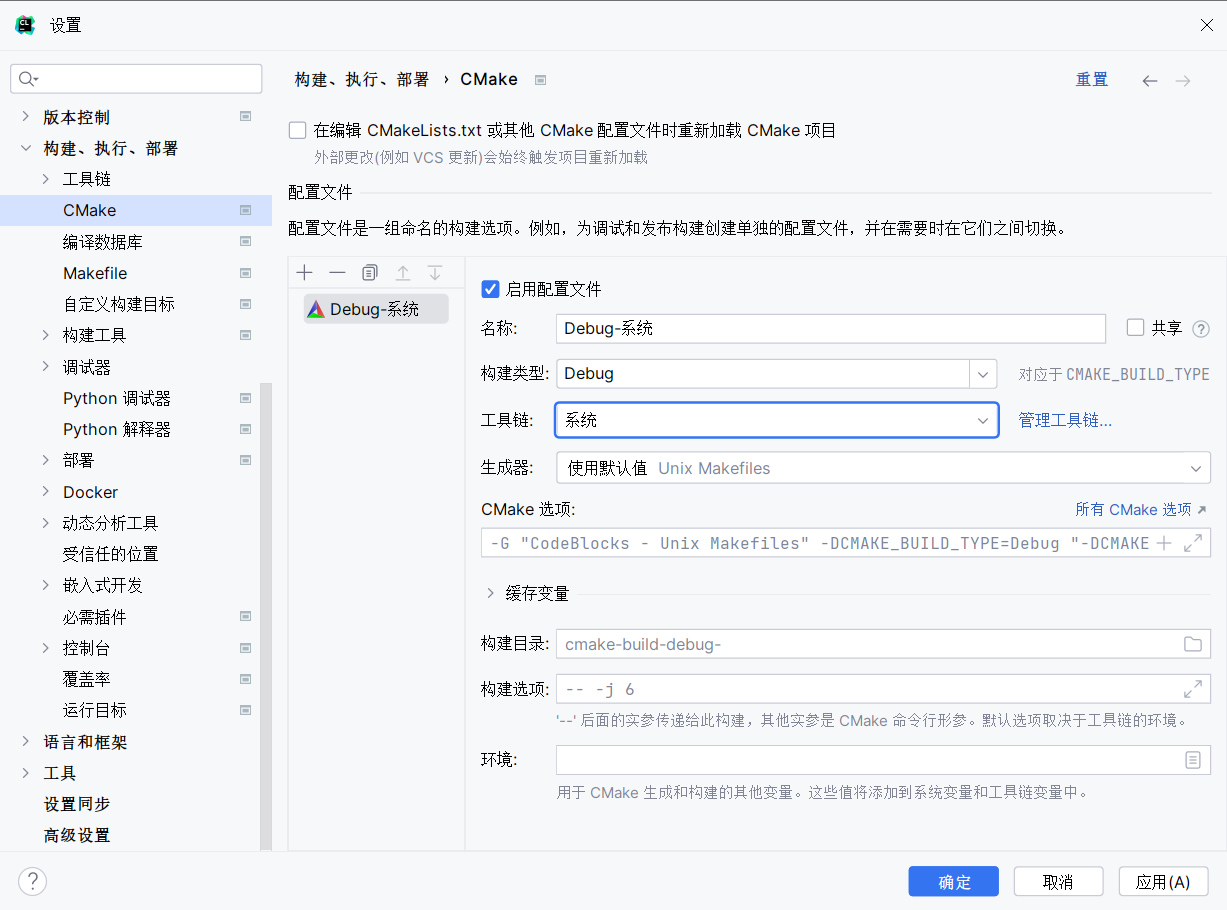 设置
构建、执行、部署 › CMake
重置
版本控制
构建、执行、部署
工具链
CMake
编译数据库
Makefile
自定义构建目标
构建工具
调试器
Python 调试器
Python 解释器
部署
Docker
动态分析工具
受信任的位置
嵌入式开发
必需插件
控制台
覆盖率
运行目标
语言和框架
工具
设置同步
高级设置
在编辑 CMakeLists.txt 或其他 CMake 配置文件时重新加载 CMake 项目
外部更改(例如 VCS 更新)会始终触发项目重新加载
配置文件
配置文件是一组命名的构建选项。例如，为调试和发布构建创建单独的配置文件，并在需要时在它们之间切换。
Debug-系统
启用配置文件
名称: Debug-系统 共享 ?
构建类型: Debug 对应于 CMAKE_BUILD_TYPE
工具链: 系统 管理工具链...
生成器: 使用默认值 Unix Makefiles
CMake 选项: 所有 CMake 选项
-G "CodeBlocks - Unix Makefiles" -DCMAKE_BUILD_TYPE=Debug "-DCMAKE
缓存变量
构建目录: cmake-build-debug-
构建选项: -- -j 6
'--' 后面的实参传递给此构建，其他实参是 CMake 命令行形参。默认选项取决于工具链的环境。
环境:
用于 CMake 生成和构建的其他变量。这些值将添加到系统变量和工具链变量中。
?
确定
取消
应用(A)